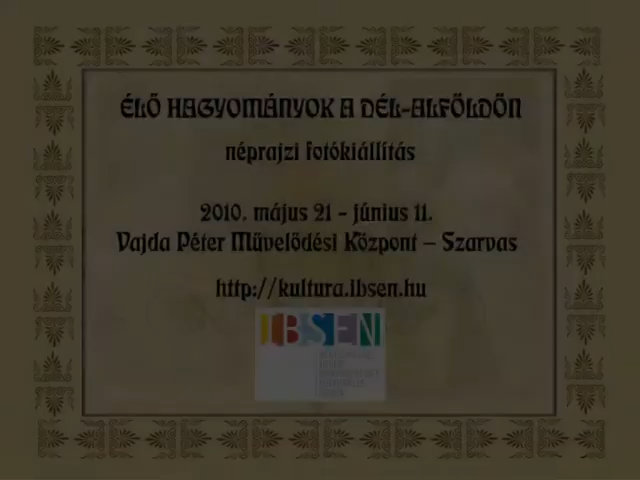 ÉLŐ HAGYOMÁNYOK A DÉL-ALFÖLDÖN
néprajzi fotókiállítás
2010. május 21 - június 11.
Vajda Péter Művelődési Központ – Szarvas
http://kultura.ibsen.hu
IBSEN